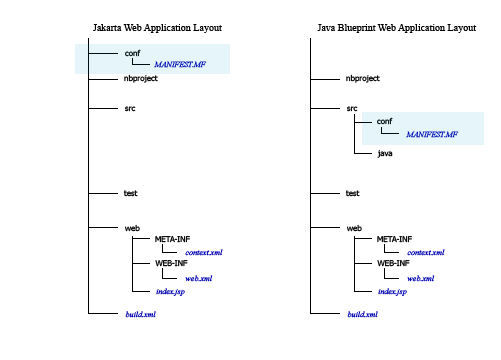 Jakarta Web Application Layout
conf
MANIFEST.MF
nbproject
src
test
web
META-INF
context.xml
WEB-INF
web.xml
index.jsp
build.xml
Java Blueprint Web Application Layout
nbproject
src
conf
MANIFEST.MF
java
test
web
META-INF
context.xml
WEB-INF
web.xml
index.jsp
build.xml